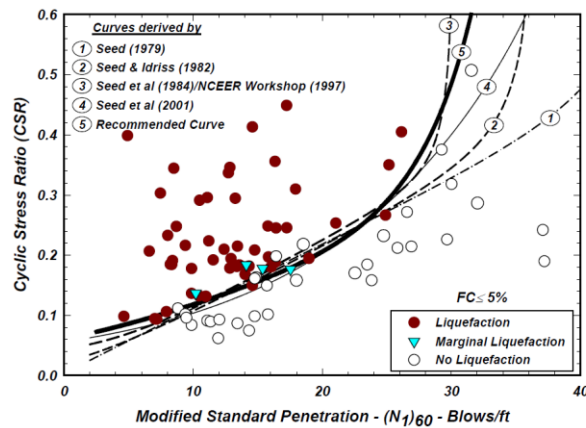 Curves derived by
1 Seed (1979)
2 Seed & Idriss (1982)
3 Seed et al (1984)/NCEER Workshop (1997)
4 Seed et al (2001)
5 Recommended Curve
3
5
4
2
1
Cyclic Stress Ratio (CSR)
0.6
0.5
0.4
0.3
0.2
0.1
0.0
0 10 20 30 40
Modified Standard Penetration - (N1)60 - Blows/ft
FC≤ 5%
Liquefaction
Marginal Liquefaction
No Liquefaction